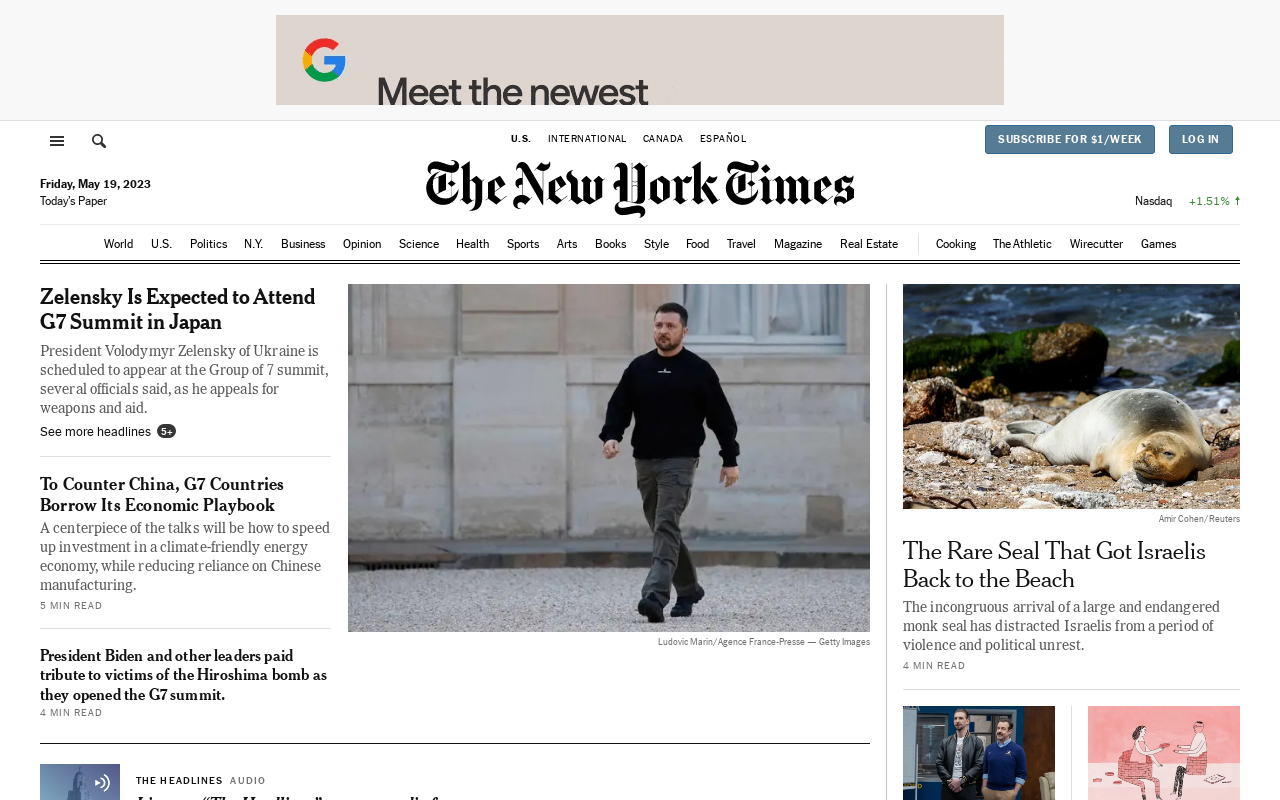 Meet the newest
U.S. INTERNATIONAL CANADA ESPAÑOL
SUBSCRIBE FOR $1/WEEK
LOG IN
The New York Times
Friday, May 19, 2023
Today's Paper
Nasdaq +1.51% ↑
World U.S. Politics N.Y. Business Opinion Science Health Sports Arts Books Style Food Travel Magazine Real Estate Cooking The Athletic Wirecutter Games
Zelensky Is Expected to Attend
G7 Summit in Japan
President Volodymyr Zelensky of Ukraine is
scheduled to appear at the Group of 7 summit,
several officials said, as he appeals for
weapons and aid.
See more headlines 5+
To Counter China, G7 Countries
Borrow Its Economic Playbook
A centerpiece of the talks will be how to speed
up investment in a climate-friendly energy
economy, while reducing reliance on Chinese
manufacturing.
5 MIN READ
President Biden and other leaders paid
tribute to victims of the Hiroshima bomb as
they opened the G7 summit.
4 MIN READ
Ludovic Marin/Agence France-Presse — Getty Images
THE HEADLINES AUDIO
Amir Cohen/Reuters
The Rare Seal That Got Israelis
Back to the Beach
The incongruous arrival of a large and endangered
monk seal has distracted Israelis from a period of
violence and political unrest.
4 MIN READ